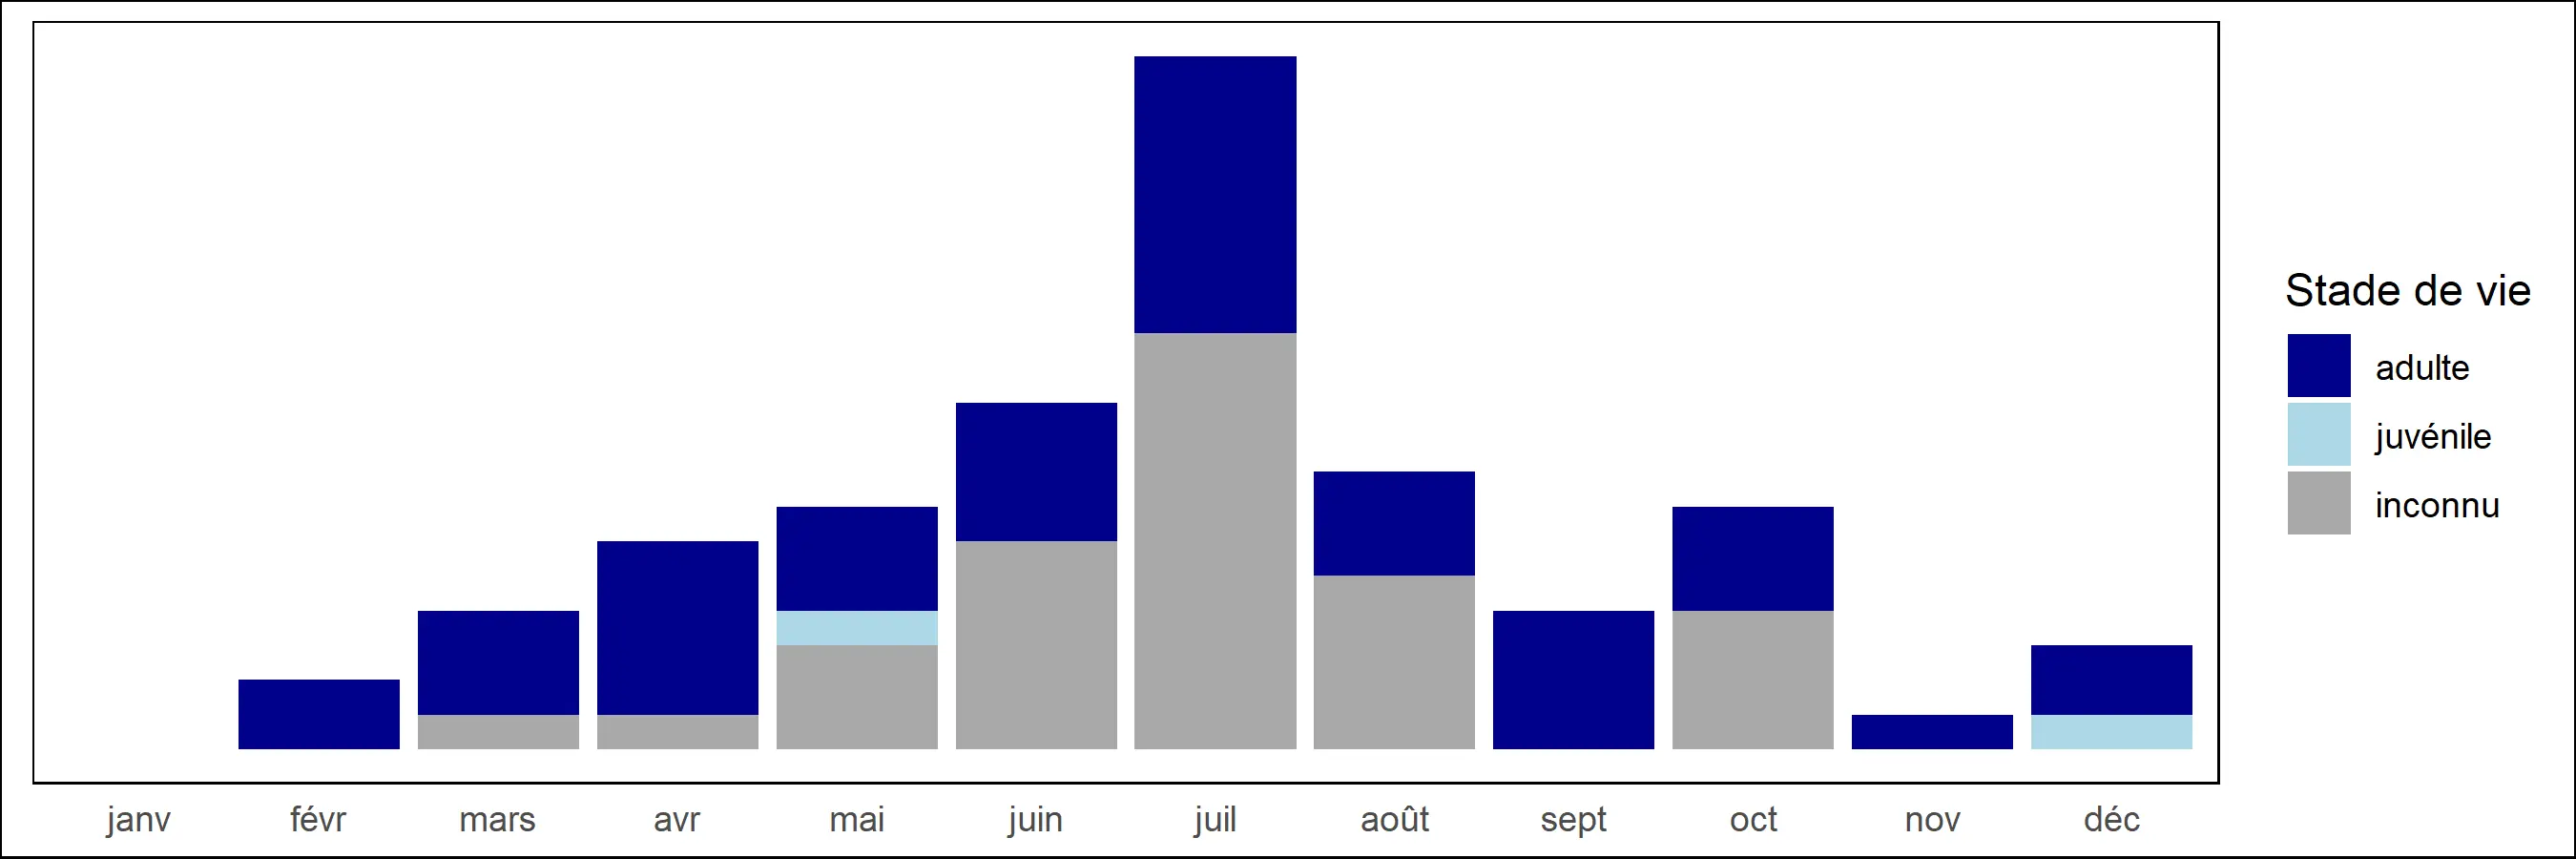 Stade de vie
adulte
juvénile
inconnu
janv févr mars avr mai juin juil août sept oct nov déc